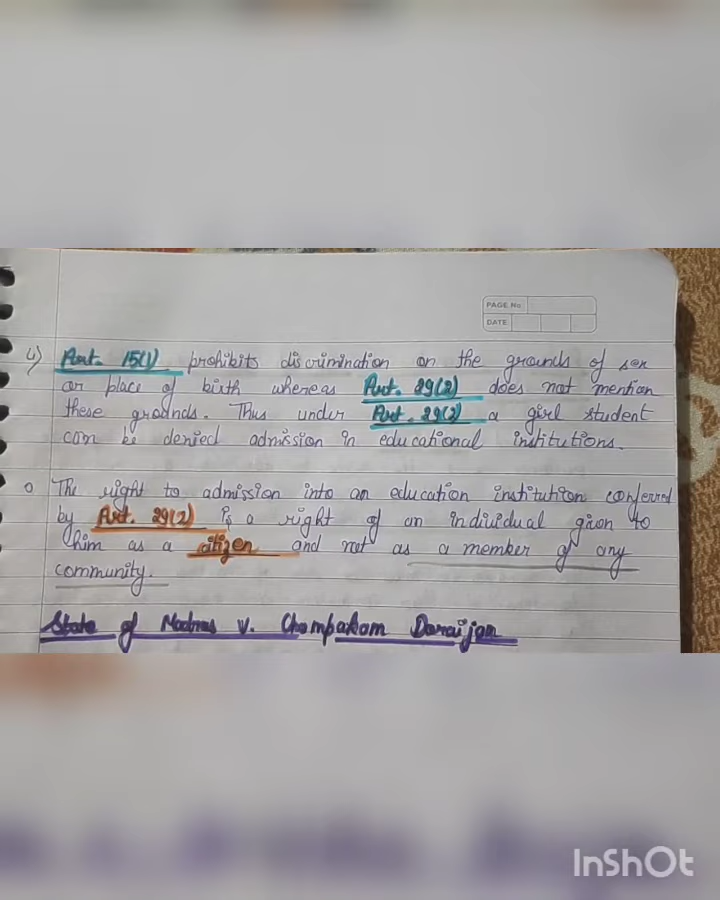 PAGE No
DATE
4) Art. 15(1) prohibits discrimination on the grounds of sex
or place of birth whereas Art. 29(2) does not mention
these grounds. Thus under Art. 29(2) a girl student
can be denied admission in educational institutions.
o The right to admission into an education institution conferred
by Art. 29(2) is a right of an individual given to
him as a citizen and not as a member of any
community.
State of Madras v. Champakam Doraijan
InShOt